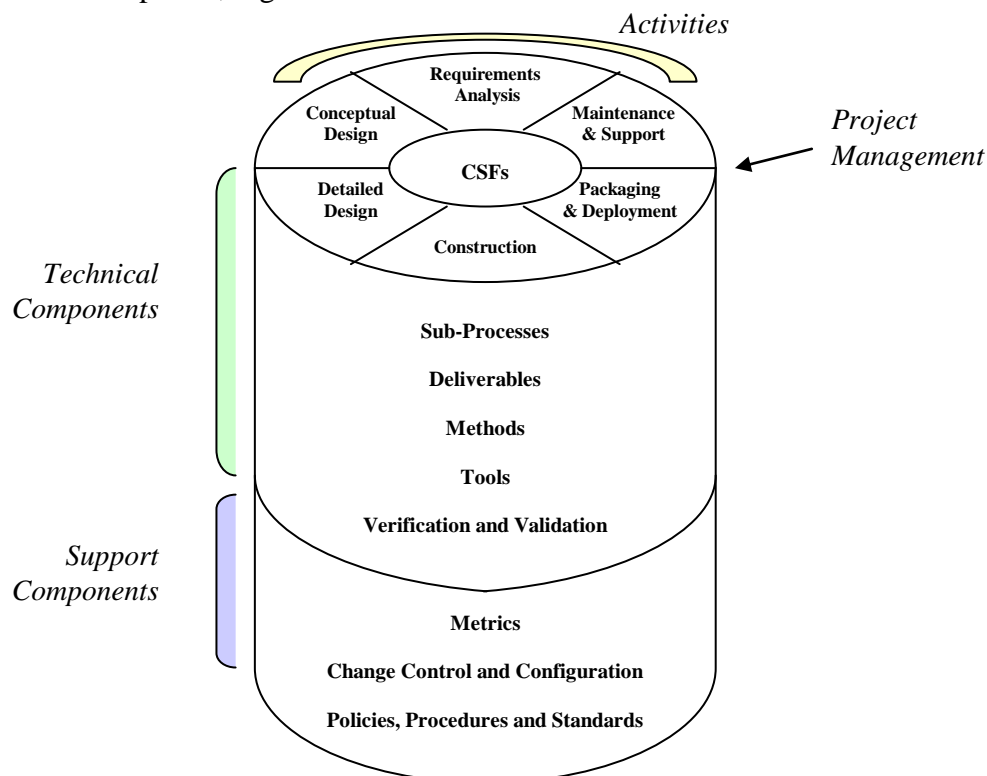 Activities
Requirements
Analysis
Conceptual
Design
Maintenance
& Support
Project
Management
CSFs
Detailed
Design
Packaging
& Deployment
Construction
Technical
Components
Sub-Processes
Deliverables
Methods
Tools
Verification and Validation
Support
Components
Metrics
Change Control and Configuration
Policies, Procedures and Standards